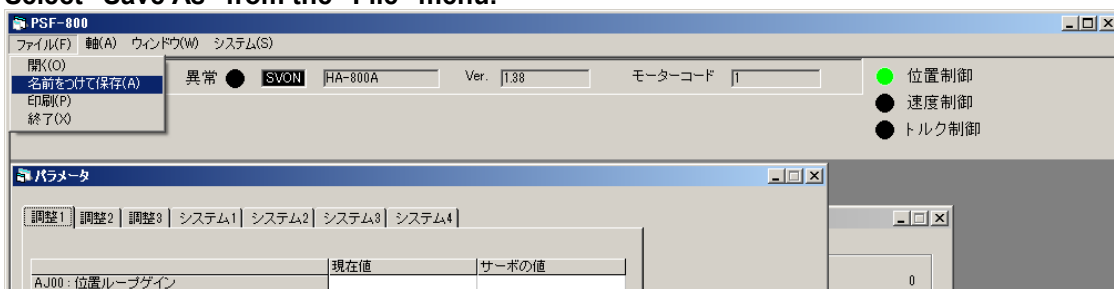 Select "Save As" from the "File" menu.
PSF-800
ファイル(F) 軸(A) ウィンドウ(W) システム(S)
開く(O)
名前をつけて保存(A)
印刷(P)
終了(X)
異常 SVON HA-800A Ver. 1.38 モーターコード 1
位置制御
速度制御
トルク制御
パラメータ
調整1 調整2 調整3 システム1 システム2 システム3 システム4
現在値 サーボの値
AJ00:位置ループゲイン
0